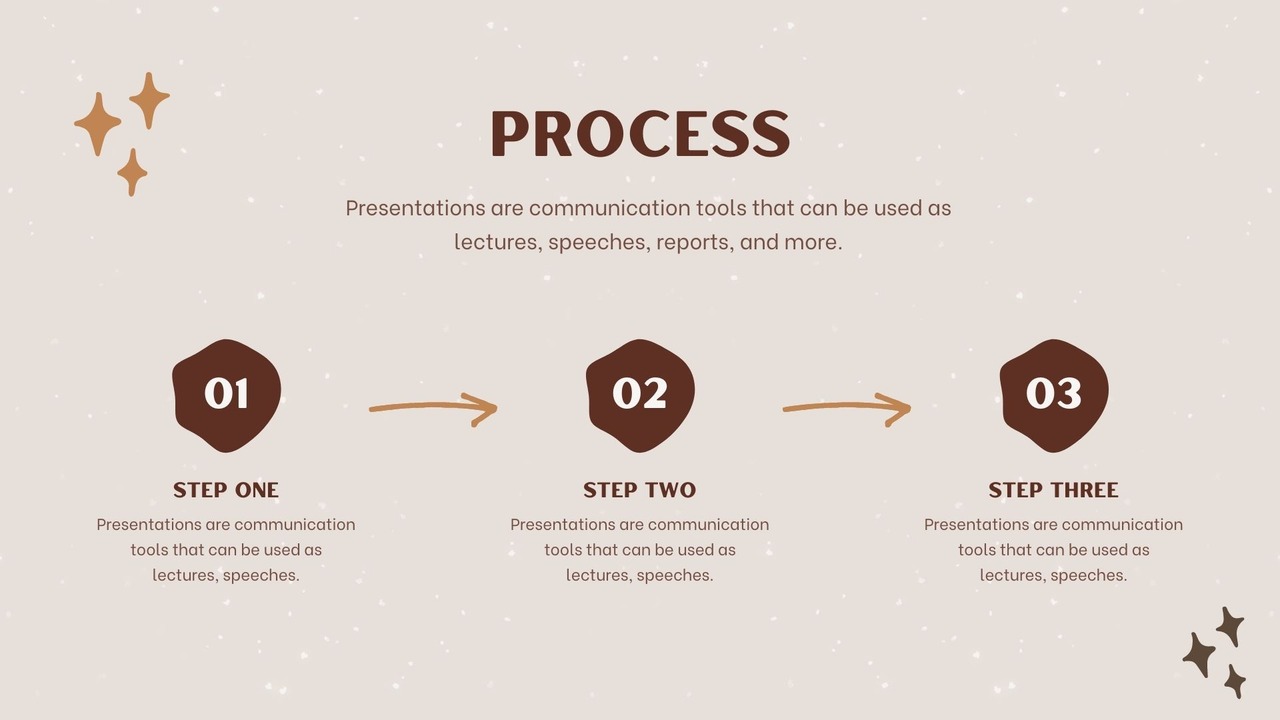 PROCESS
Presentations are communication tools that can be used as
lectures, speeches, reports, and more.
01
STEP ONE
Presentations are communication
tools that can be used as
lectures, speeches.
02
STEP TWO
Presentations are communication
tools that can be used as
lectures, speeches.
03
STEP THREE
Presentations are communication
tools that can be used as
lectures, speeches.